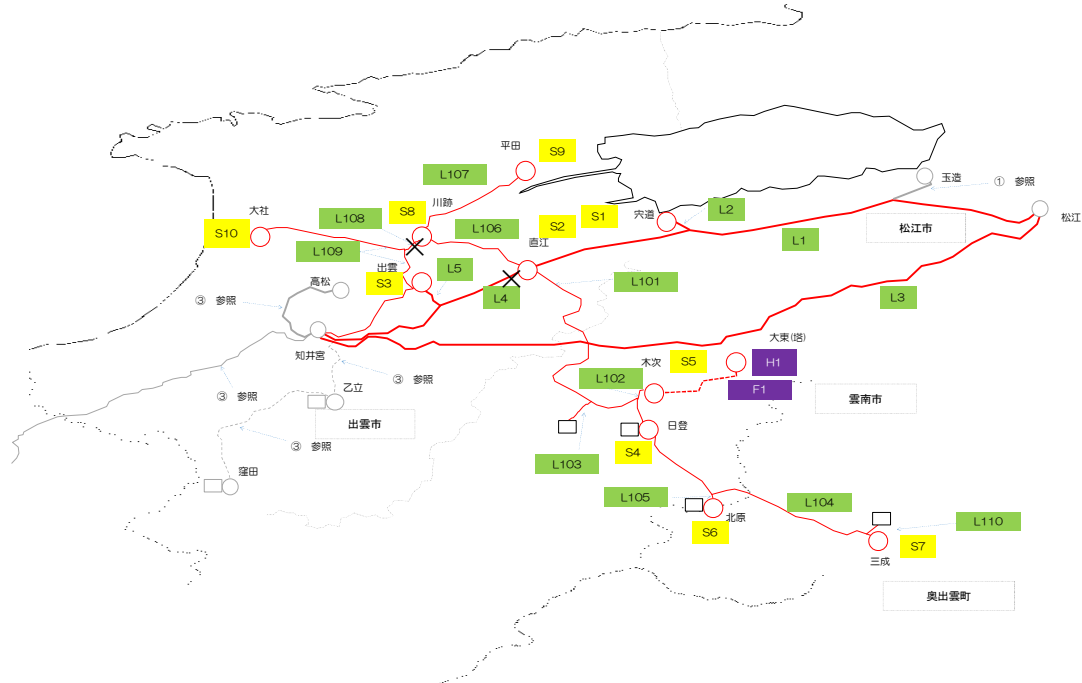 平田
S9
L107
玉造
① 参照
大社
川跡
S8
L108
S10
L106
S2
S1
宍道
L2
松江
松江市
L1
直江
L109
出雲
S3
L5
L101
高松
③ 参照
L4
L3
知井宮
大東(塔)
木次
S5
H1
F1
L102
③ 参照
③ 参照
乙立
出雲市
雲南市
日登
S4
③ 参照
L103
窪田
L105
L104
北原
S6
L110
S7
三成
奥出雲町